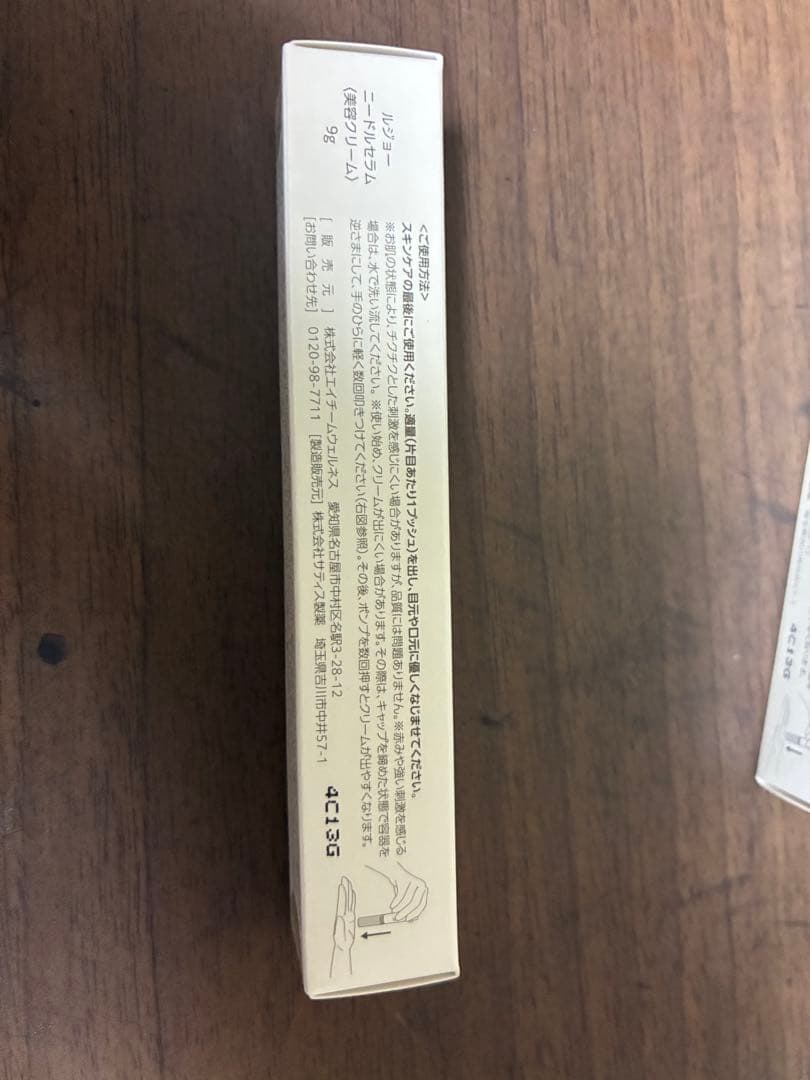 ルジョー
ニードルセラム
〈美容クリーム〉
9g
<ご使用方法>
スキンケアの最後にご使用ください。適量(片目あたり1プッシュ)を出し、目元や口元に優しくなじませてください。
※お肌の状態により、チクチクとした刺激を感じにくい場合がありますが、品質には問題ありません。※赤みや強い刺激を感じる
場合は、水で洗い流してください。※使い始め、クリームが出にくい場合があります。その際は、キャップを締めた状態で容器を
逆さまにして、手のひらに軽く数回叩きつけてください(右図参照)。その後、ポンプを数回押すとクリームが出やすくなります。
[販売元] 株式会社エイチームウェルネス 愛知県名古屋市中村区名駅3-28-12
[お問い合わせ先] 0120-98-7711 [製造販売元] 株式会社サティス製薬 埼玉県吉川市中井57-1
4C13G
4C13G